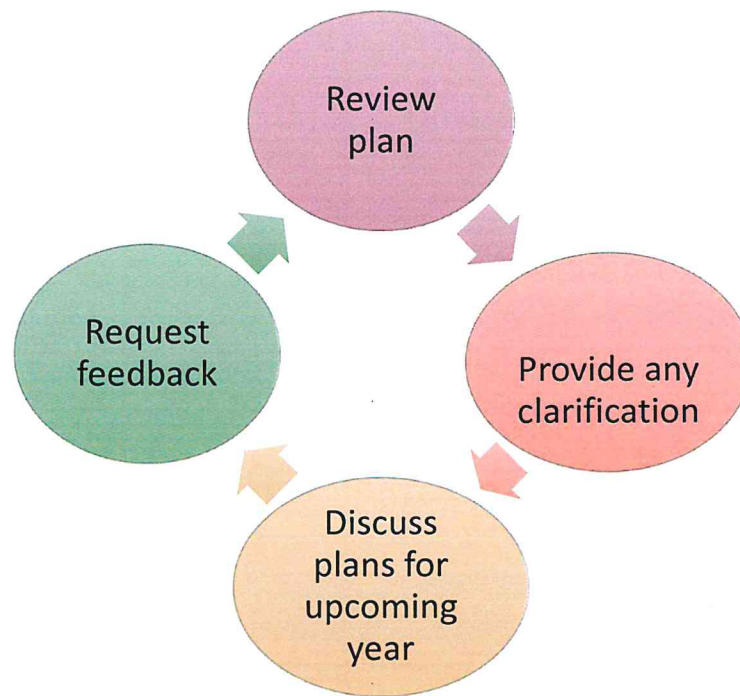 Review
plan
Provide any
clarification
Discuss
plans for
upcoming
year
Request
feedback